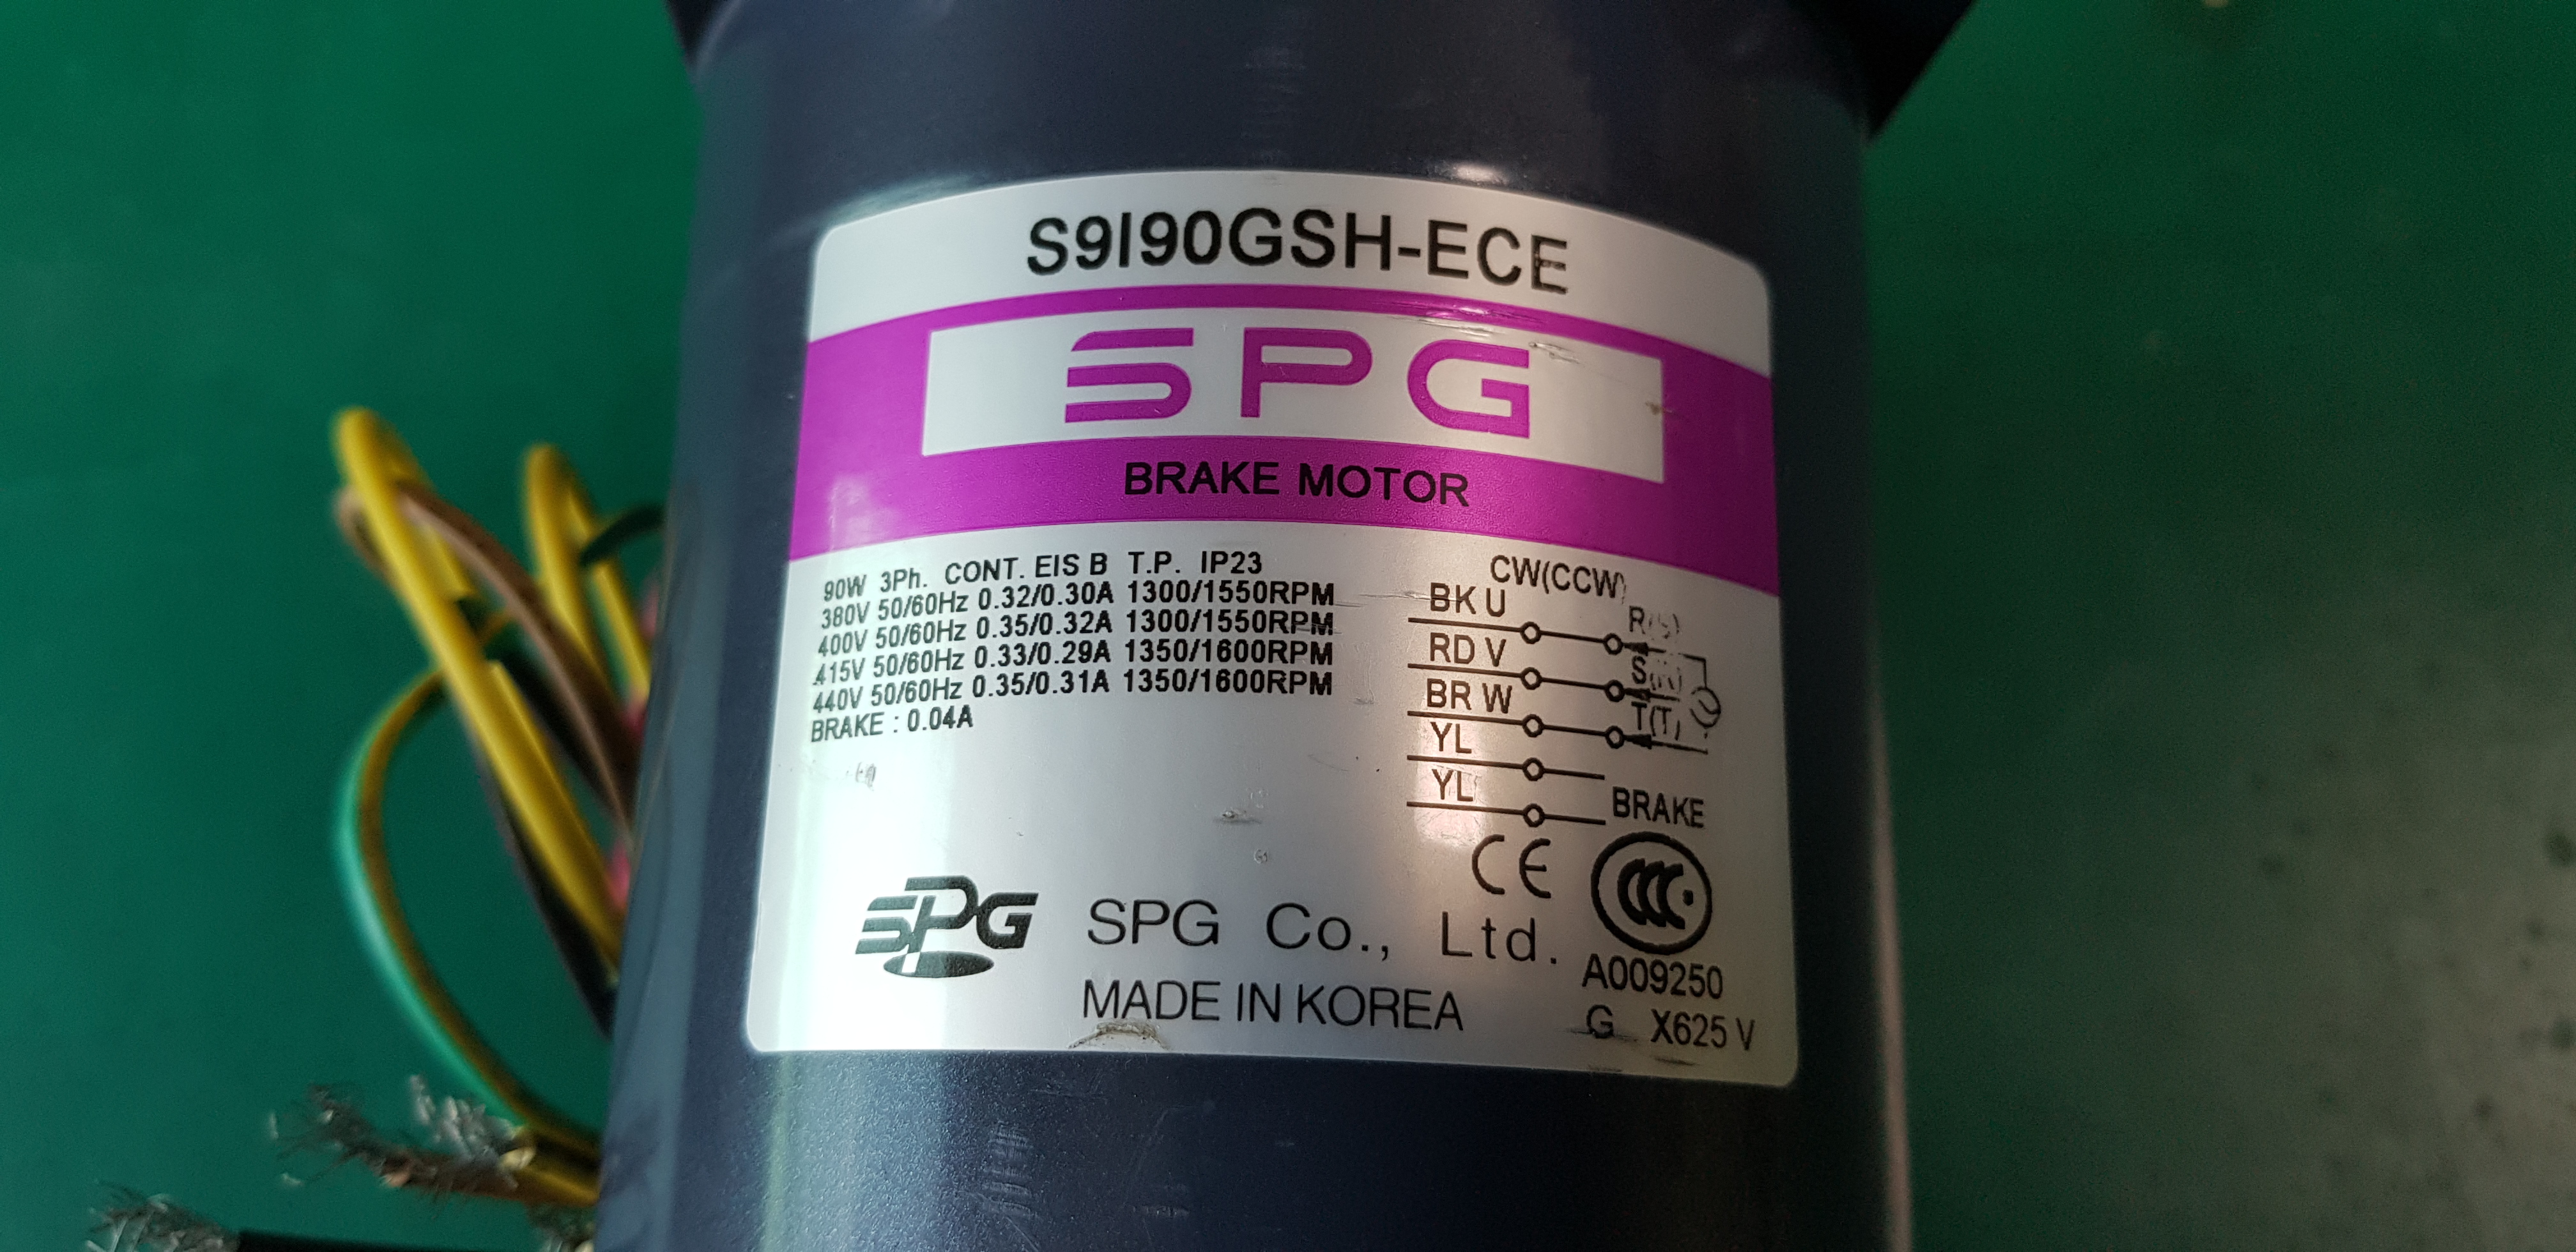 S9I90GSH-ECE
SPG
BRAKE MOTOR
90W 3Ph. CONT. EIS B T.P. IP23
380V 50/60Hz 0.32/0.30A 1300/1550RPM
400V 50/60Hz 0.35/0.32A 1300/1550RPM
415V 50/60Hz 0.33/0.29A 1350/1600RPM
440V 50/60Hz 0.35/0.31A 1350/1600RPM
BRAKE : 0.04A
CW(CCW)
BK U R(S)
RD V S(R)
BR W T(T)
YL
YL
BRAKE
CE
CCC
SPG SPG Co., Ltd.
A009250
MADE IN KOREA
G X625 V